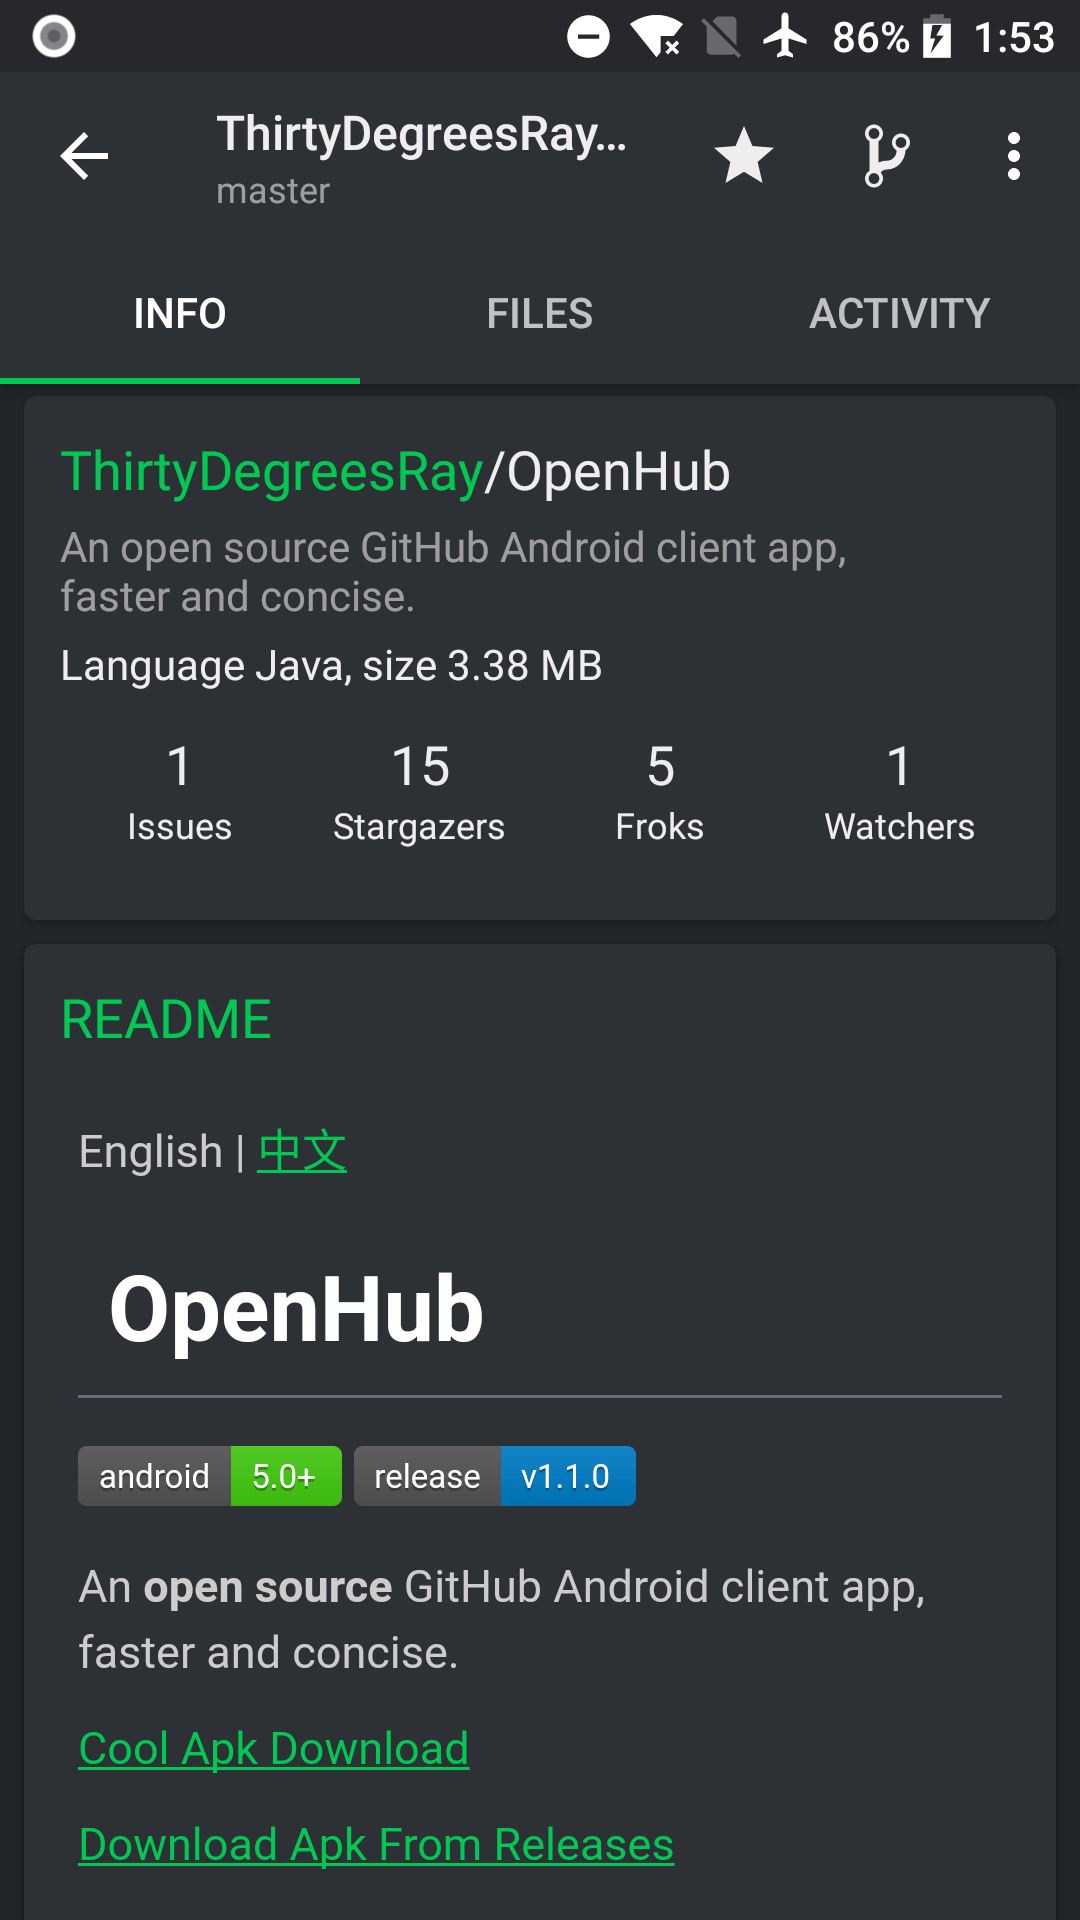 86% 1:53
ThirtyDegreesRay...
master
INFO FILES ACTIVITY
ThirtyDegreesRay/OpenHub
An open source GitHub Android client app,
faster and concise.
Language Java, size 3.38 MB
1 15 5 1
Issues Stargazers Froks Watchers
README
English | 中文
OpenHub
android 5.0+ release v1.1.0
An open source GitHub Android client app,
faster and concise.
Cool Apk Download
Download Apk From Releases